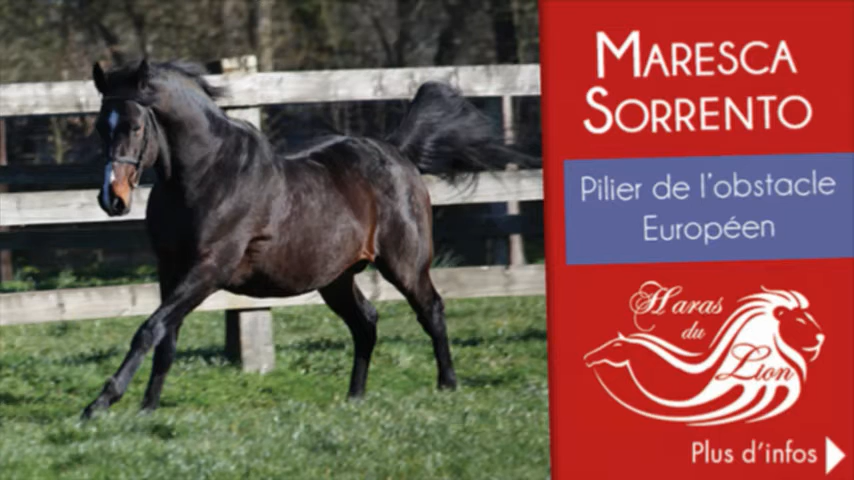 MARESCA
SORRENTO
Pilier de l'obstacle
Européen
Haras
du
Lion
Plus d'infos